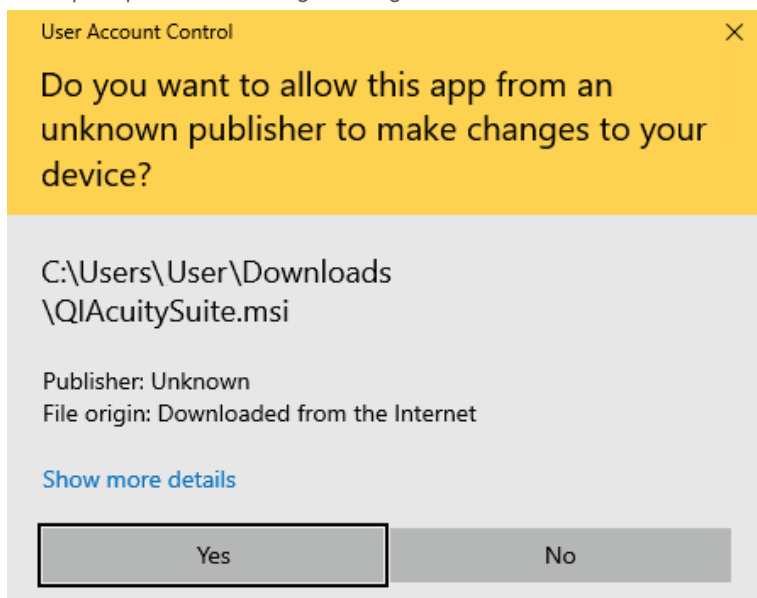 User Account Control
Do you want to allow this app from an
unknown publisher to make changes to your
device?
C:\Users\User\Downloads
\QIAcuitySuite.msi
Publisher: Unknown
File origin: Downloaded from the Internet
Show more details
Yes
No